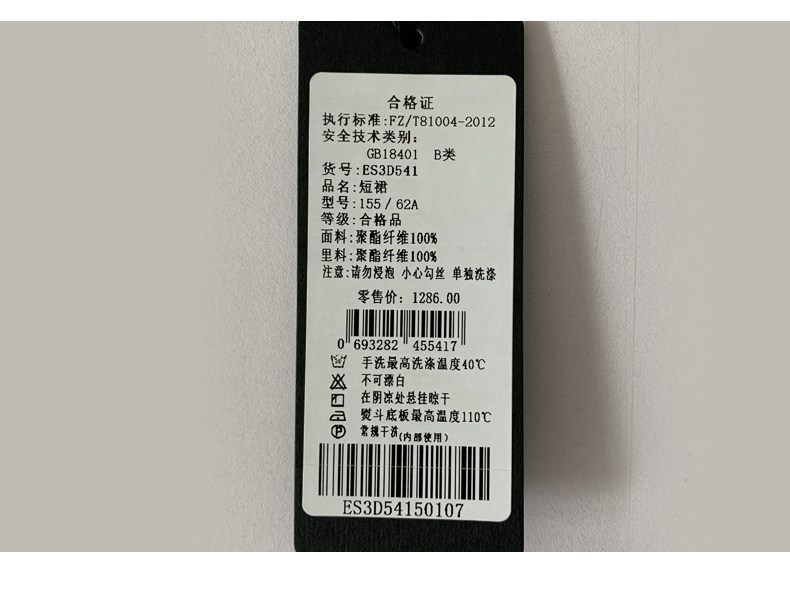 合格证
执行标准:FZ/T81004-2012
安全技术类别:
GB18401 B类
货号:ES3D541
品名:短裙
型号:155/62A
等级:合格品
面料:聚酯纤维100%
里料:聚酯纤维100%
注意:请勿浸泡 小心勾丝 单独洗涤
零售价: 1286.00
0 693282 455417
手洗最高洗涤温度40℃
不可漂白
在阴凉处悬挂晾干
熨斗底板最高温度110℃
P 常规干洗(内部使用)
ES3D54150107